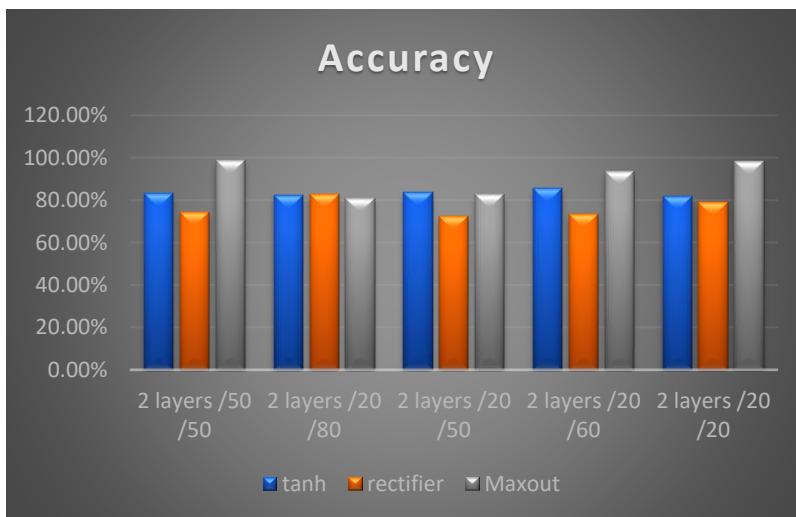 Accuracy
120.00%
100.00%
80.00%
60.00%
40.00%
20.00%
0.00%
2 layers /50 /50
2 layers /20 /80
2 layers /20 /50
2 layers /20 /60
2 layers /20 /20
tanh rectifier Maxout